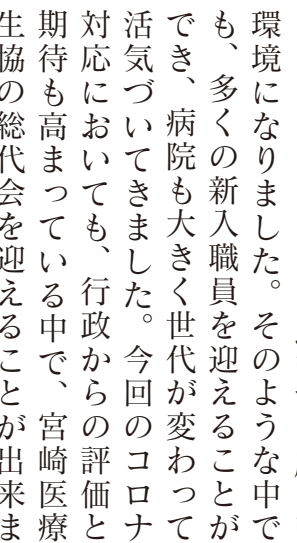 環境になりました。そのような中で
も、多くの新入職員を迎えることが
でき、病院も大きく世代が変わって
活気づいてきました。今回のコロナ
対応においても、行政からの評価と
期待も高まっている中で、宮崎医療
生協の総代会を迎えることが出来ま